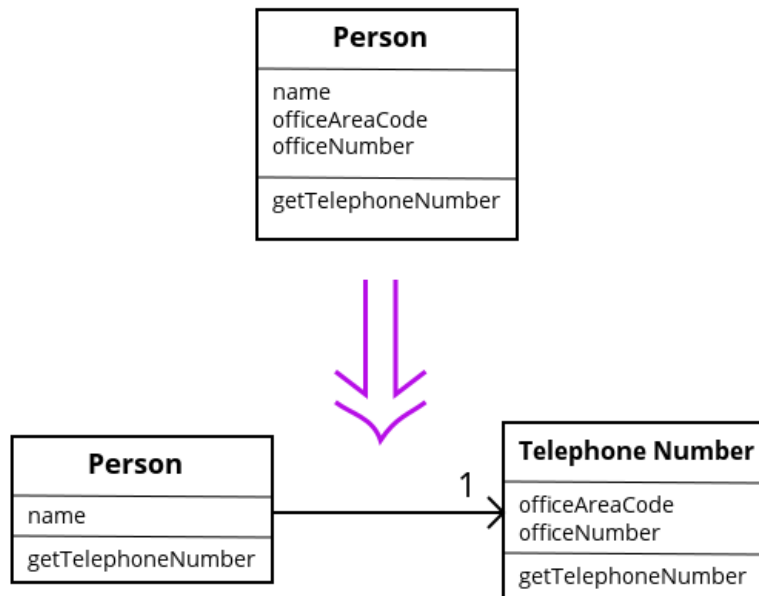 Person
name
officeAreaCode
officeNumber
getTelephoneNumber
Person
name
getTelephoneNumber
1
Telephone Number
officeAreaCode
officeNumber
getTelephoneNumber